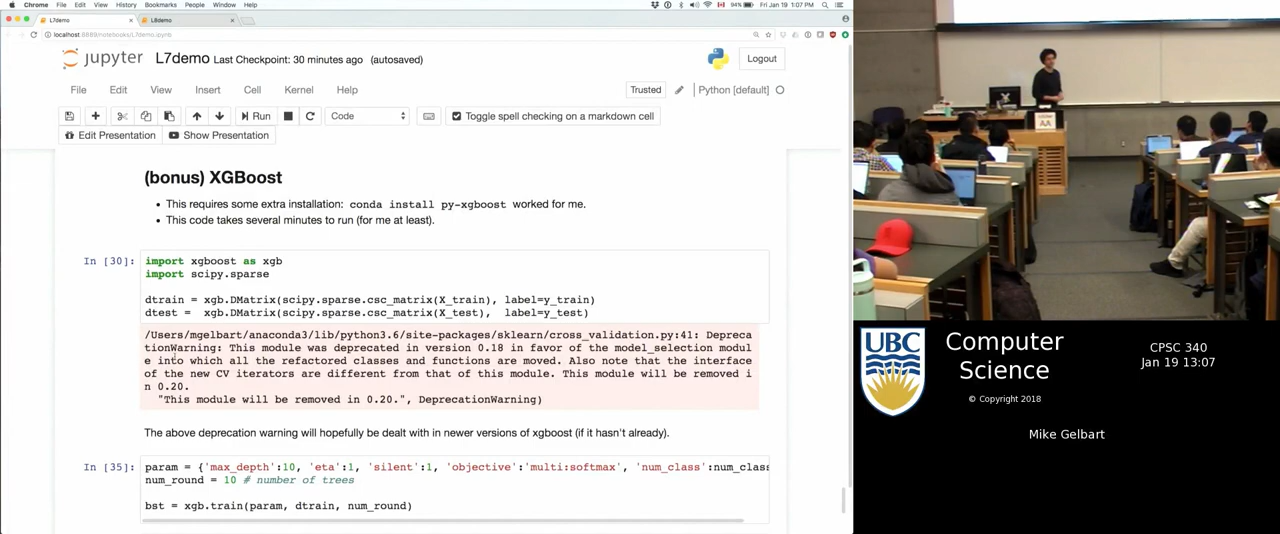 Chrome File Edit View History Bookmarks People Window Help 94% Fri Jan 19 1:07 PM
L7demo L8demo
localhost:8889/notebooks/L7demo.ipynb
jupyter L7demo Last Checkpoint: 30 minutes ago (autosaved) Logout
File Edit View Insert Cell Kernel Help Trusted Python [default]
Run Code Toggle spell checking on a markdown cell
Edit Presentation Show Presentation
(bonus) XGBoost
• This requires some extra installation: conda install py-xgboost worked for me.
• This code takes several minutes to run (for me at least).
In [30]: import xgboost as xgb
import scipy.sparse
dtrain = xgb.DMatrix(scipy.sparse.csc_matrix(X_train), label=y_train)
dtest = xgb.DMatrix(scipy.sparse.csc_matrix(X_test), label=y_test)
/Users/mgelbart/anaconda3/lib/python3.6/site-packages/sklearn/cross_validation.py:41: Depreca
tionWarning: This module was deprecated in version 0.18 in favor of the model_selection modul
e into which all the refactored classes and functions are moved. Also note that the interface
of the new CV iterators are different from that of this module. This module will be removed i
n 0.20.
"This module will be removed in 0.20.", DeprecationWarning)
The above deprecation warning will hopefully be dealt with in newer versions of xgboost (if it hasn't already).
In [35]: param = {'max_depth':10, 'eta':1, 'silent':1, 'objective':'multi:softmax', 'num_class':num_class
num_round = 10 # number of trees
bst = xgb.train(param, dtrain, num_round)
AA
UBC
Computer
Science
© Copyright 2018
CPSC 340
Jan 19 13:07
Mike Gelbart